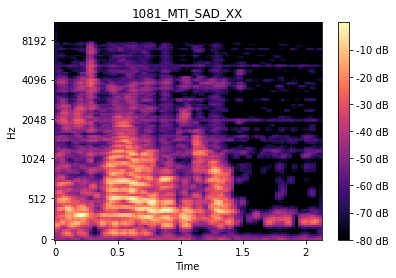 1081_MTI_SAD_XX
8192
4096
2048
1024
512
0
Hz
0
0.5
1
1.5
2
Time
-10 dB
-20 dB
-30 dB
-40 dB
-50 dB
-60 dB
-70 dB
-80 dB